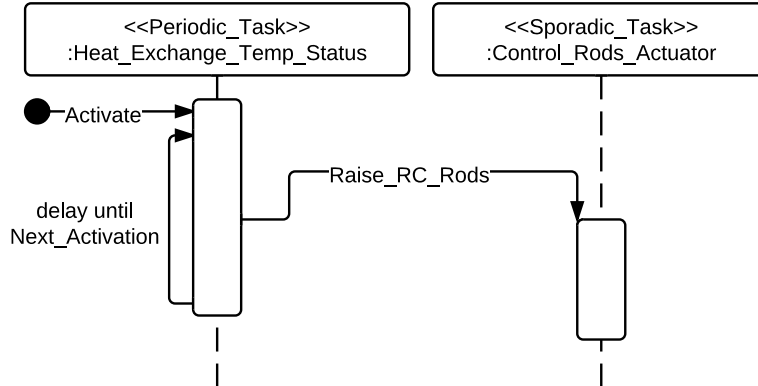 <<Periodic_Task>>
:Heat_Exchange_Temp_Status
<<Sporadic_Task>>
:Control_Rods_Actuator
Activate
Raise_RC_Rods
delay until
Next_Activation